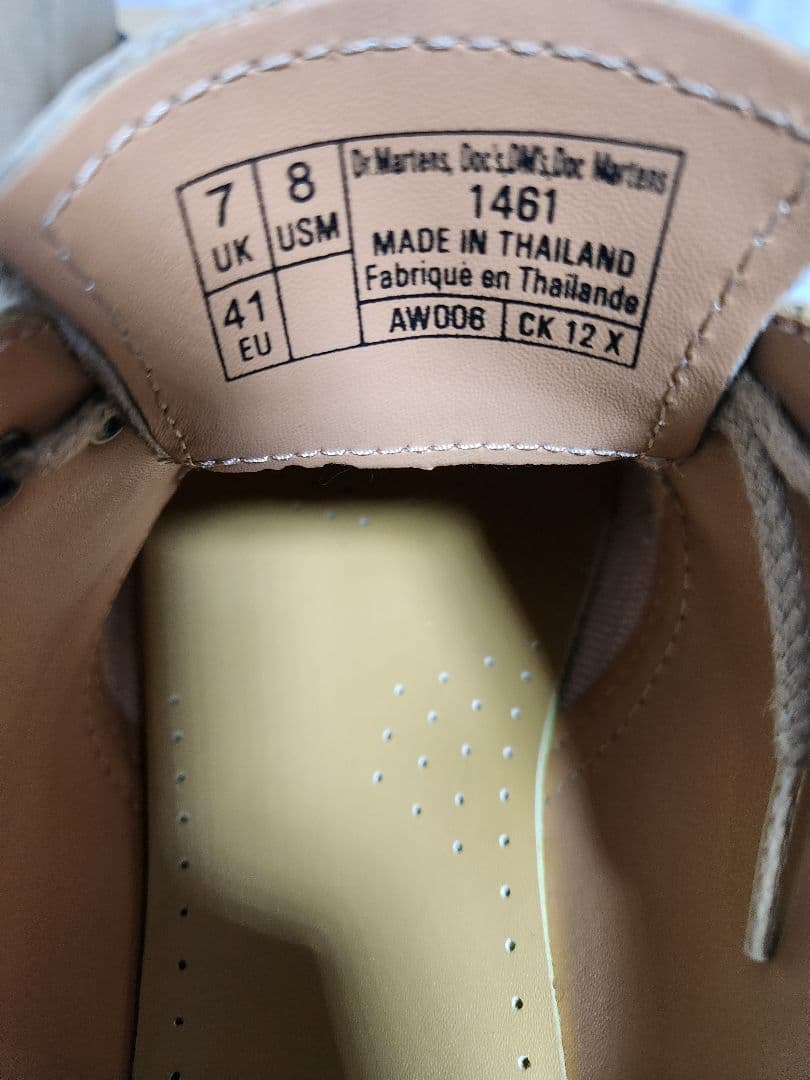 7
UK
8
USM
41
EU
Dr.Martens, Doc's,DM's,Doc Martens
1461
MADE IN THAILAND
Fabriqué en Thaïlande
AW006
CK 12 X